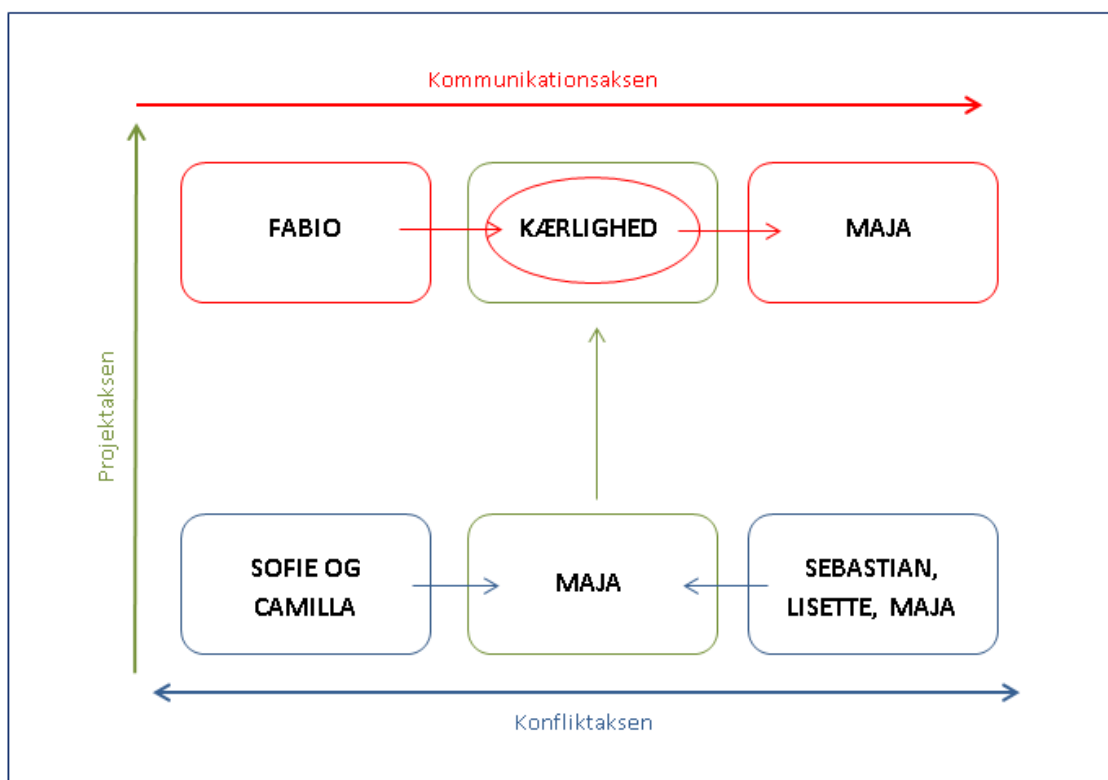 Kommunikationsaksen
FABIO
KÆRLIGHED
MAJA
Projektaksen
SOFIE OG
CAMILLA
MAJA
SEBASTIAN,
LISETTE, MAJA
Konfliktaksen